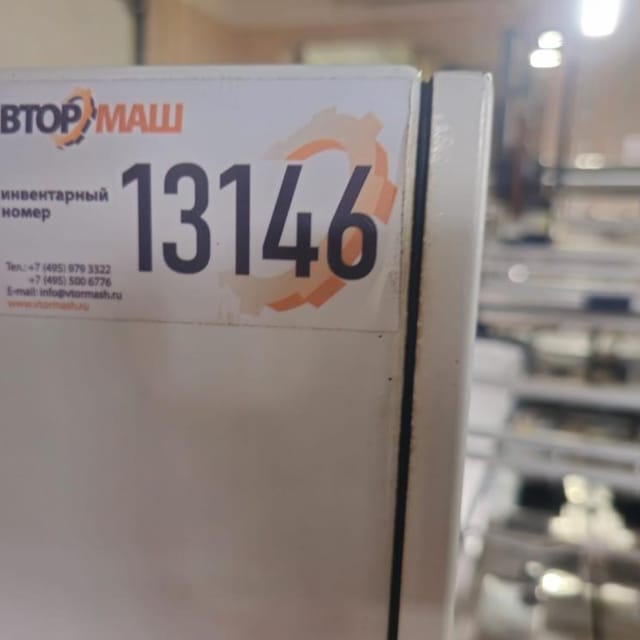 ВТОРМАШ
инвентарный
номер
13146
Тел.: +7 (495) 979 3322
+7 (495) 500 6776
E-mail: info@vtormash.ru
www.vtormash.ru